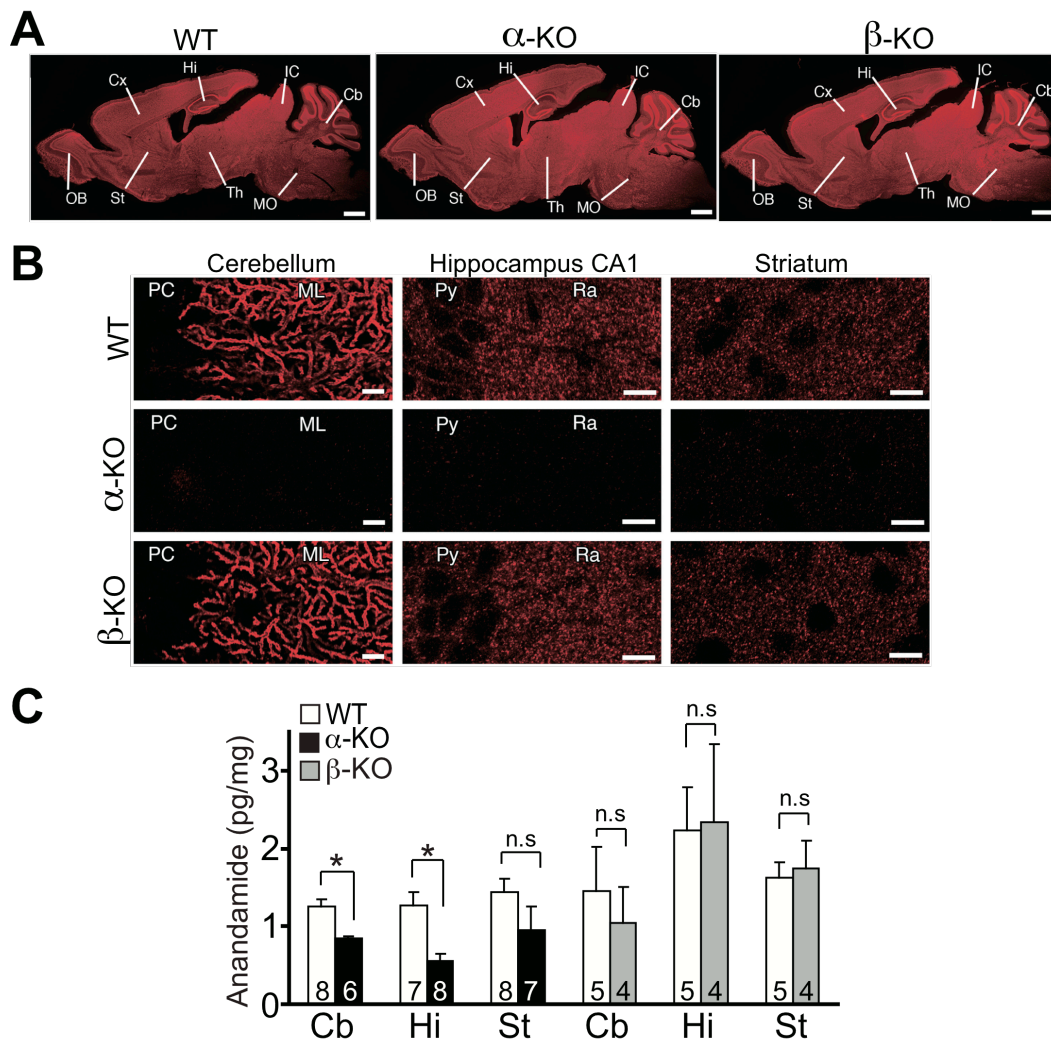 A
WT
α-KO
β-KO
Cx
Hi
IC
Cb
OB
St
Th
MO
Cx
Hi
IC
Cb
OB
St
Th
MO
Cx
Hi
IC
Cb
OB
St
Th
MO
B
Cerebellum
Hippocampus CA1
Striatum
WT
PC
ML
Py
Ra
α-KO
PC
ML
Py
Ra
β-KO
PC
ML
Py
Ra
C
WT
α-KO
β-KO
Anandamide (pg/mg)
3
2
1
0
*
*
n.s
n.s
n.s
n.s
8 6 7 8 8 7 5 4 5 4 5 4
Cb Hi St Cb Hi St